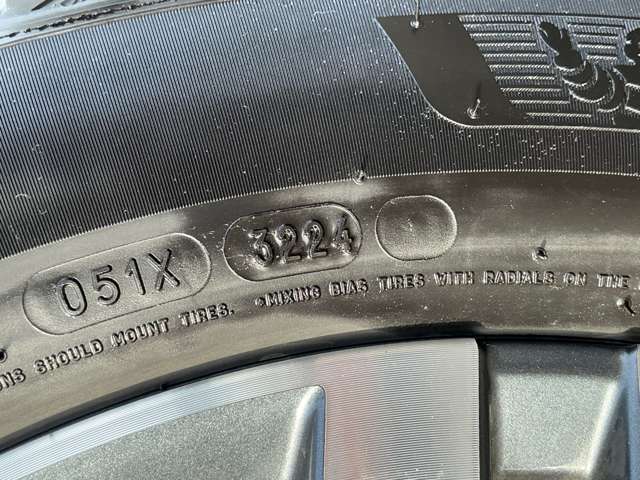 051X 3224
NS SHOULD MOUNT TIRES. •MIXING BIAS TIRES WITH RADIALS ON THE